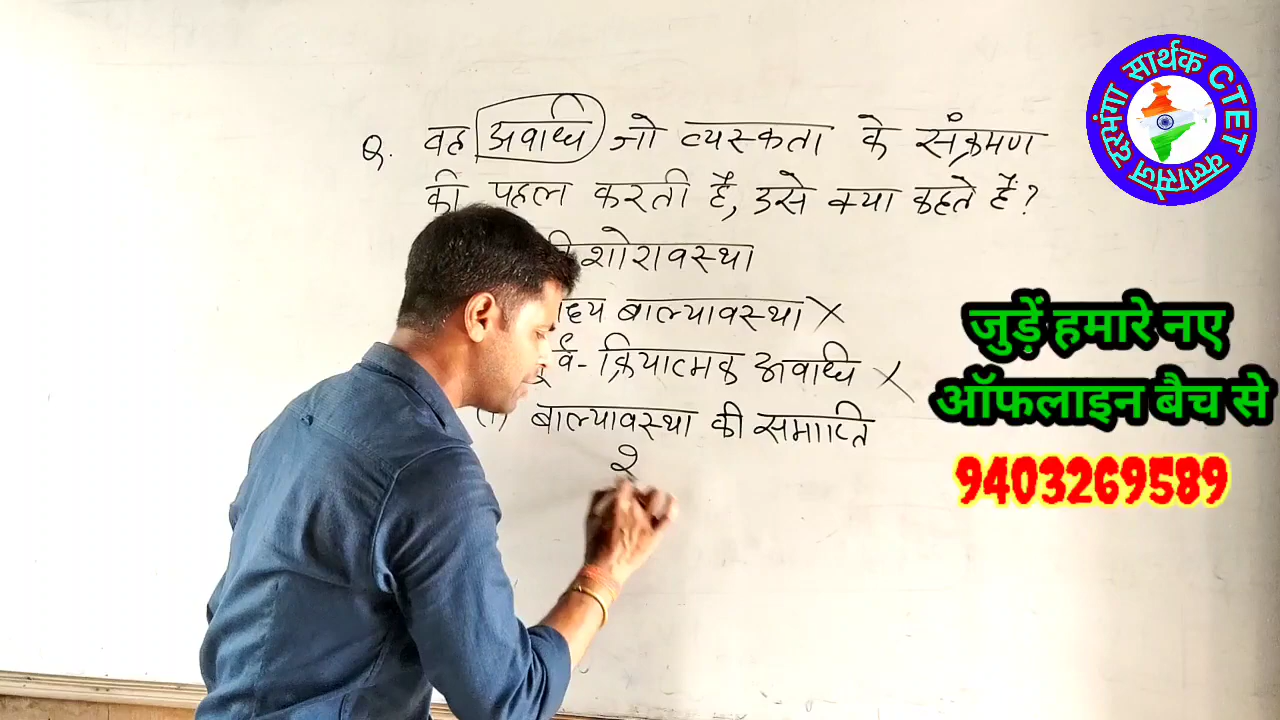 Q. वह अवधि जो व्यस्कता के संक्रमण
की पहल करती है, उसे क्या कहते हैं?
किशोरावस्था
बाल्यावस्था X
क्रियात्मक अवधि X
बाल्यावस्था की समाप्ति
सार्थक CTET क्लासेज दरभंगा
जुड़ें हमारे नए
ऑफलाइन बैच से
9403269589